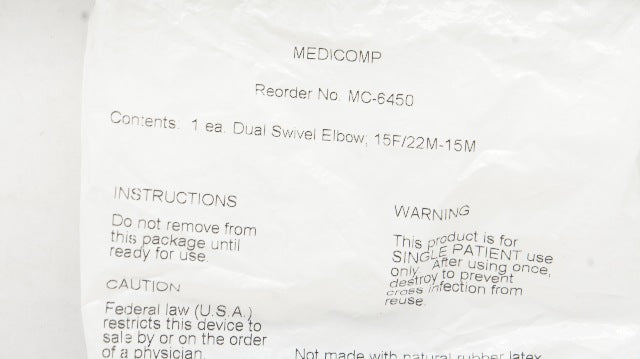 MEDICOMP
Reorder No. MC-6450
Contents: 1 ea. Dual Swivel Elbow, 15F/22M-15M
INSTRUCTIONS
Do not remove from
this package until
ready for use.
CAUTION
Federal law (U.S.A.)
restricts this device to
sale by or on the order
of a physician.
WARNING
This product is for
SINGLE PATIENT use
only. After using once,
destroy to prevent
cross infection from
reuse.
Not made with natural rubber latex